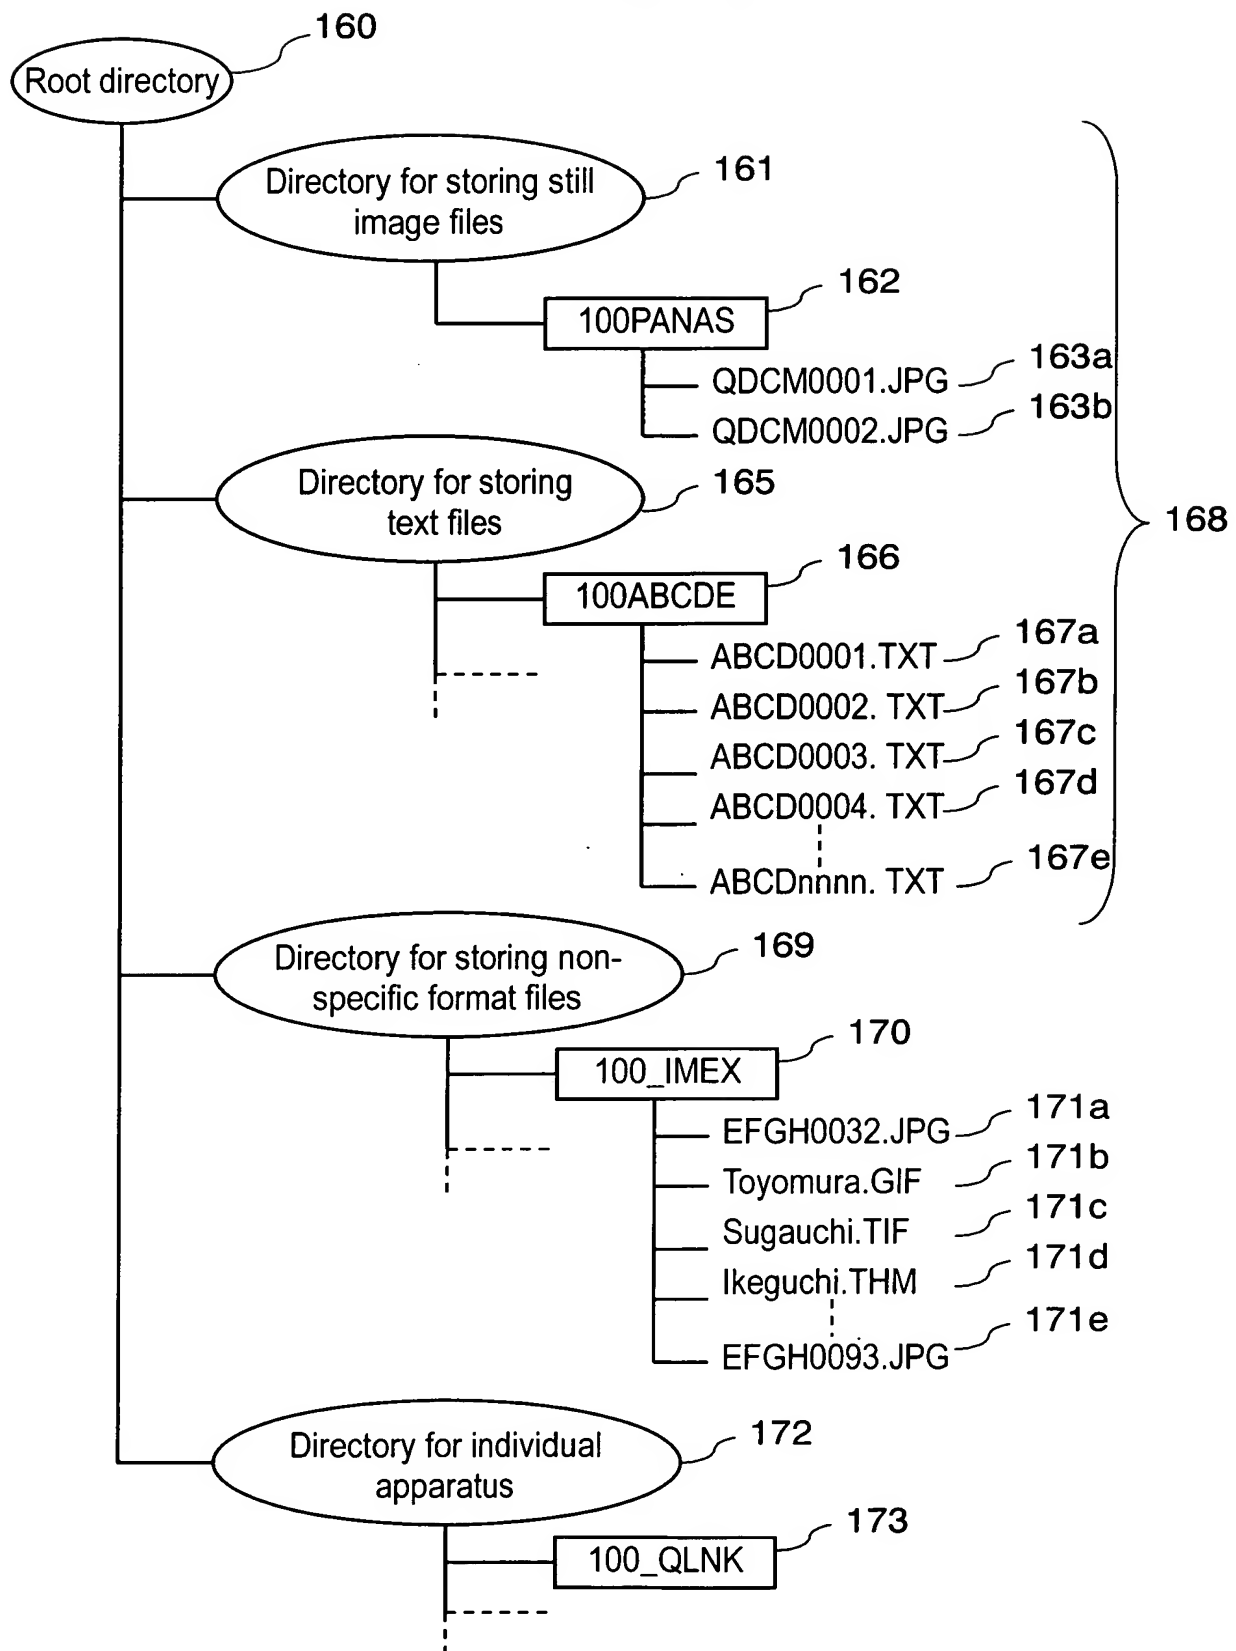 160
Root directory
Directory for storing still
image files
161
162
100PANAS
QDCM0001.JPG
163a
QDCM0002.JPG
163b
Directory for storing
text files
165
168
166
100ABCDE
ABCD0001.TXT
167a
ABCD0002. TXT
167b
ABCD0003. TXT
167c
ABCD0004. TXT
167d
ABCDnnnn. TXT
167e
Directory for storing non-
specific format files
169
170
100_IMEX
EFGH0032.JPG
171a
Toyomura.GIF
171b
Sugauchi.TIF
171c
Ikeguchi.THM
171d
EFGH0093.JPG
171e
Directory for individual
apparatus
172
173
100_QLNK